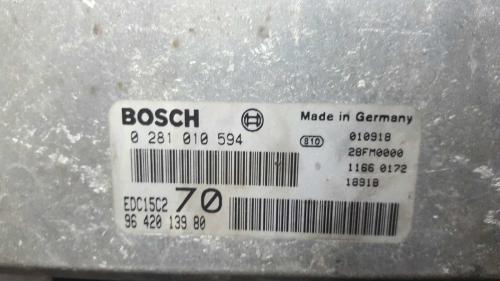 BOSCH
Made in Germany
0 281 010 594
810
010918
28FM0000
1166 0172
18918
EDC15C2 70
96 420 139 80